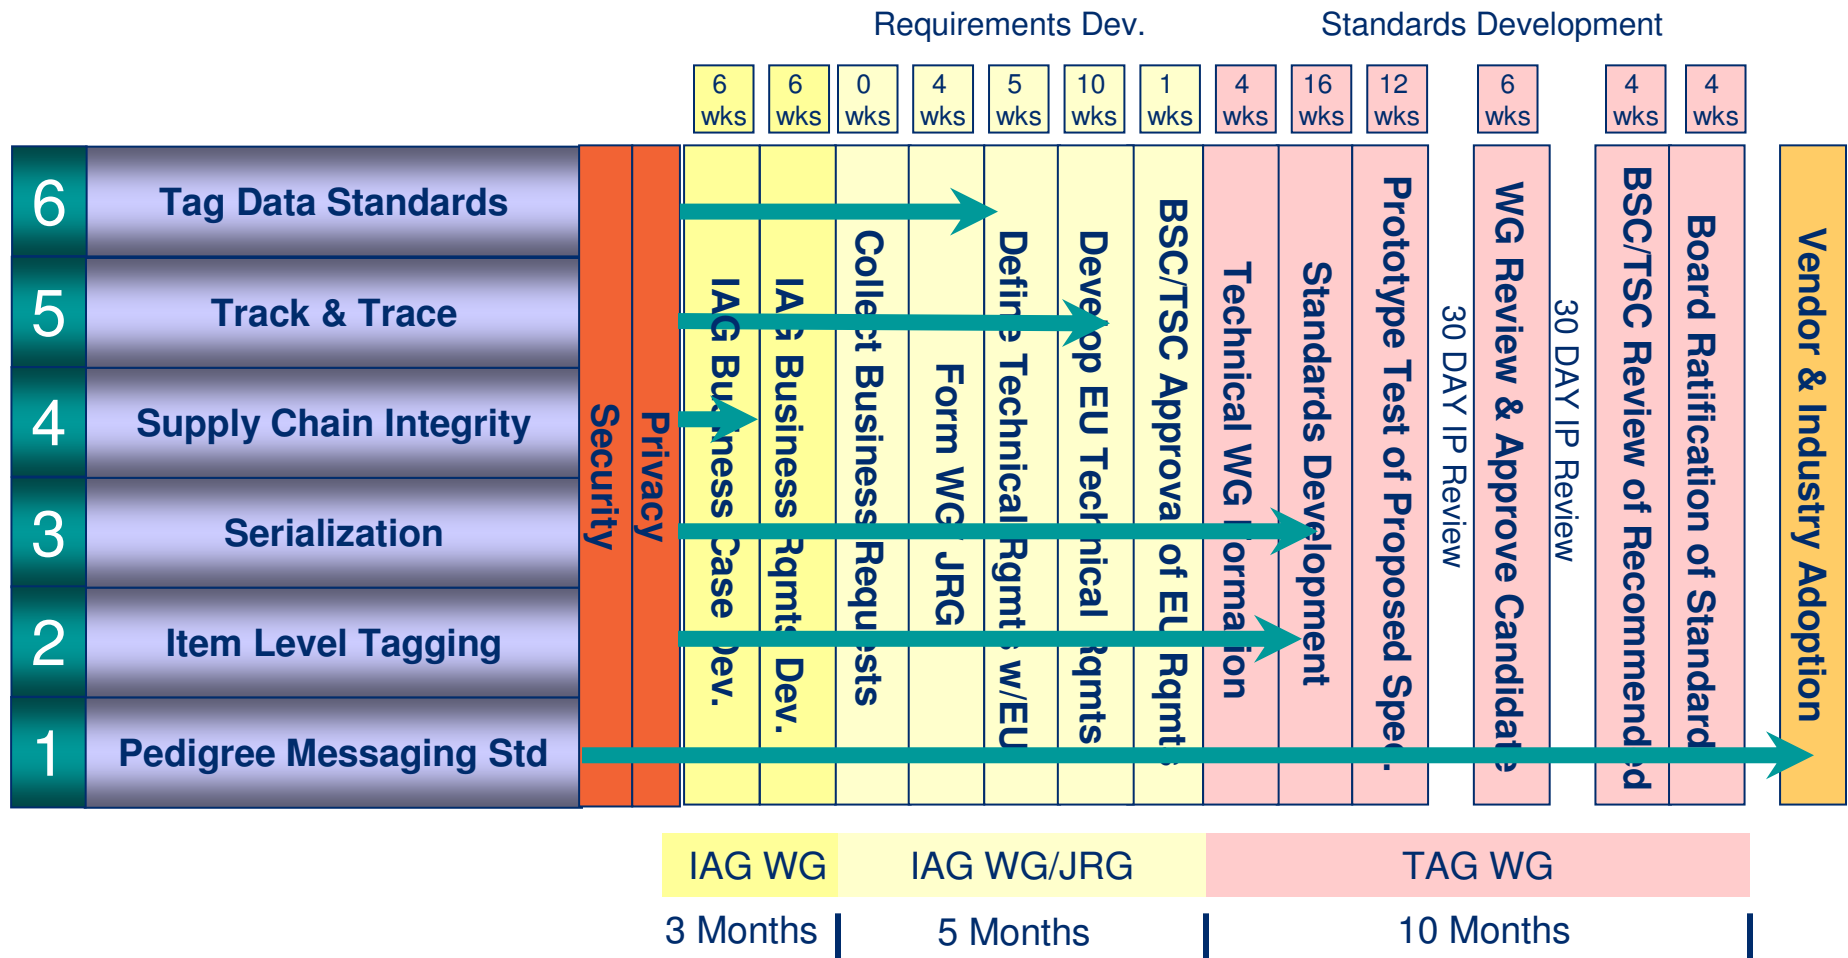 Requirements Dev.
Standards Development
6
wks
6
wks
0
wks
4
wks
5
wks
10
wks
1
wks
4
wks
16
wks
12
wks
6
wks
4
wks
4
wks
6
Tag Data Standards
5
Track & Trace
4
Supply Chain Integrity
3
Serialization
2
Item Level Tagging
1
Pedigree Messaging Std
Security
Privacy
IAG Business Case Dev.
IAG Business Rqmts Dev.
Collect Business Requests
Form WG/ JRG
Define Technical Rgmts w/EU
Develop EU Technical Rqmts
BSC/TSC Approva of EU Rqmts
Technical WG Formation
Standards Development
Prototype Test of Proposed Spec.
30 DAY IP Review
WG Review & Approve Candidate
30 DAY IP Review
BSC/TSC Review of Recommended
Board Ratification of Standard
Vendor & Industry Adoption
IAG WG
IAG WG/JRG
TAG WG
3 Months
5 Months
10 Months